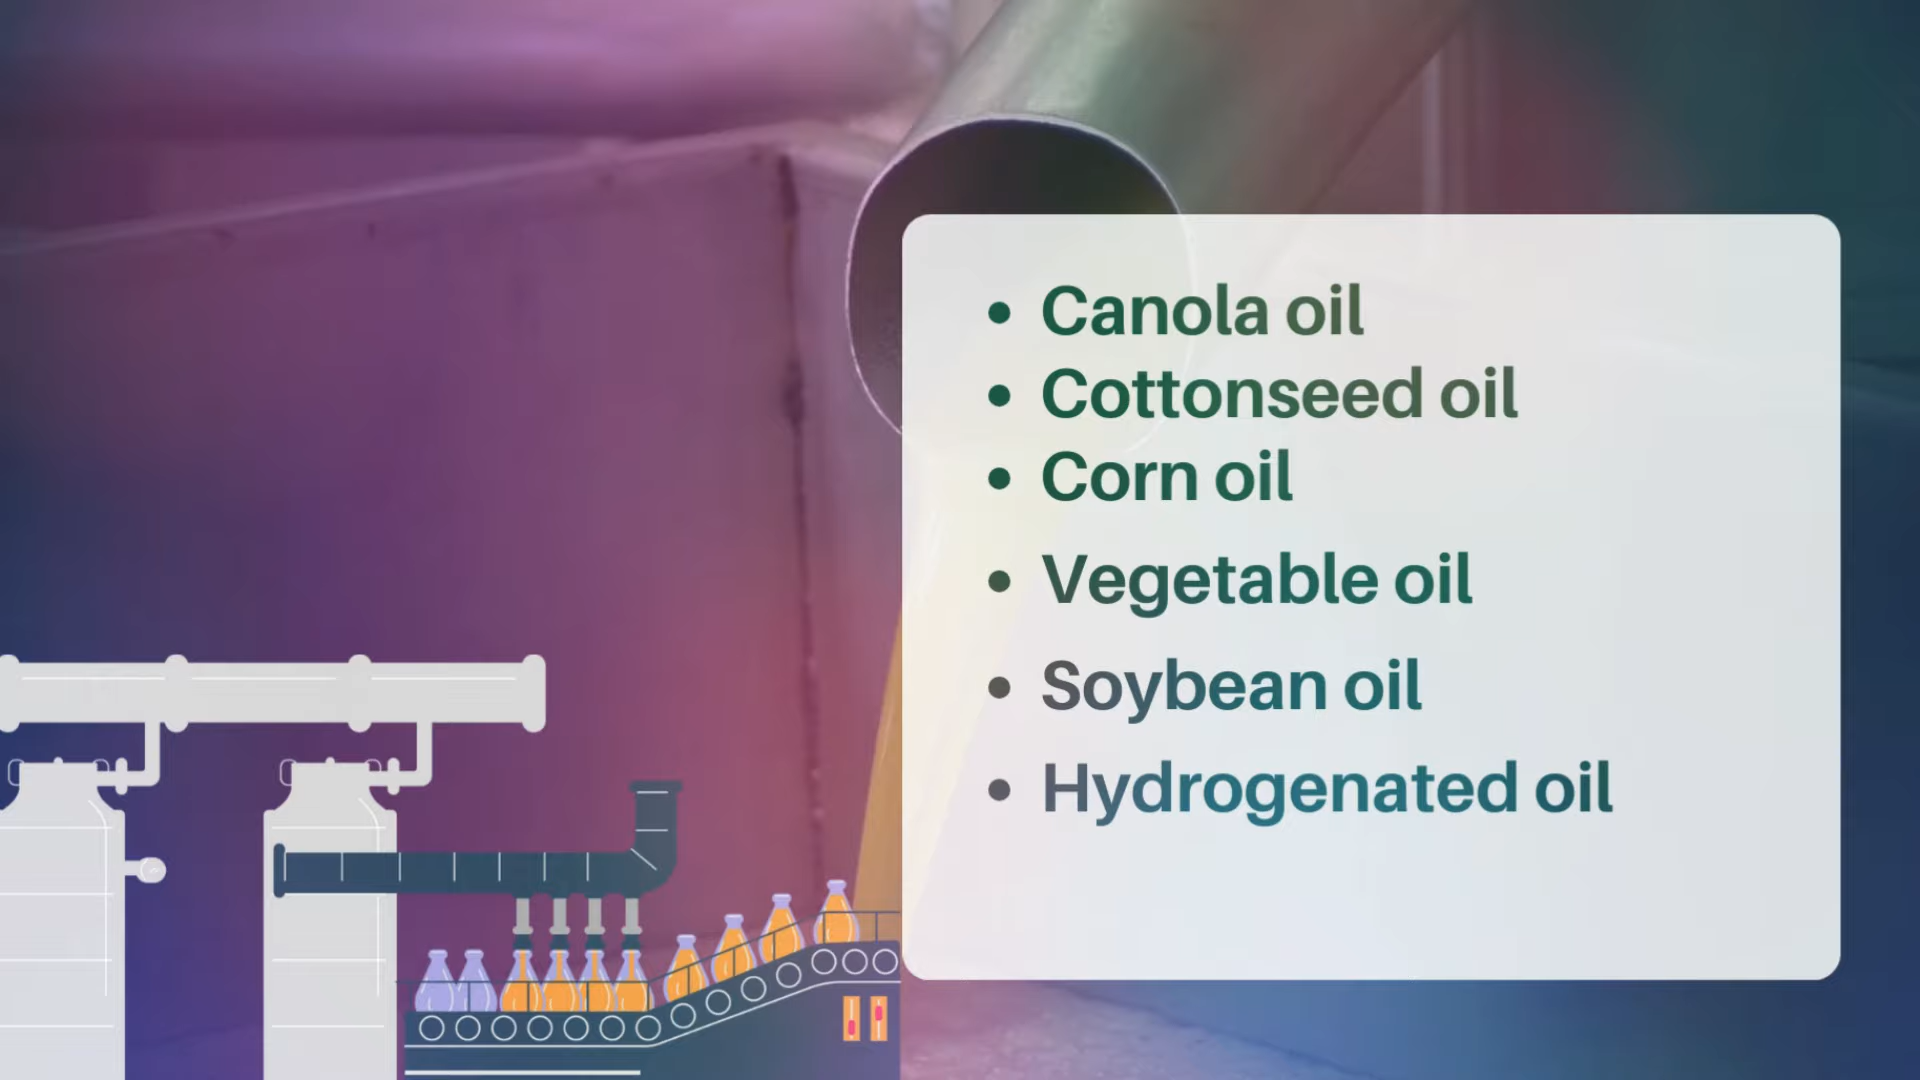 • Canola oil
• Cottonseed oil
• Corn oil
• Vegetable oil
• Soybean oil
• Hydrogenated oil